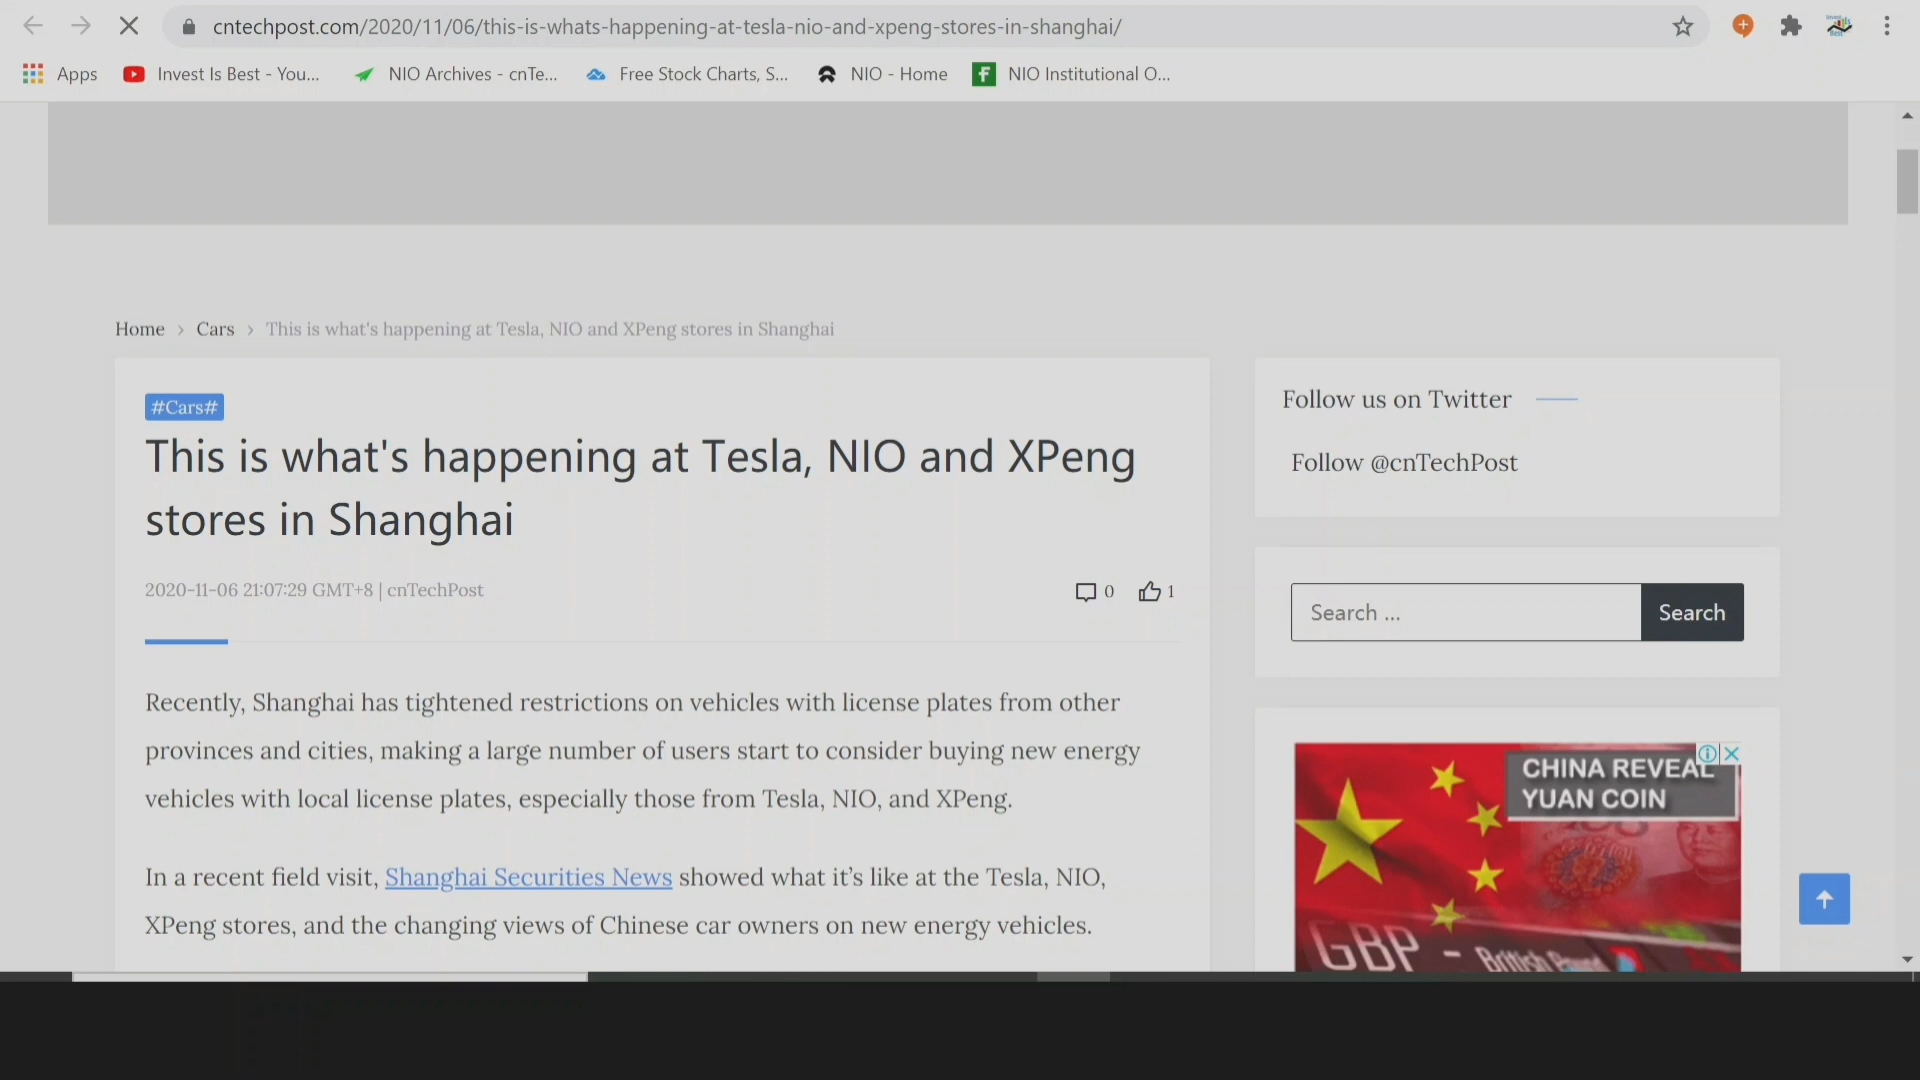 cntechpost.com/2020/11/06/this-is-whats-happening-at-tesla-nio-and-xpeng-stores-in-shanghai/
Apps
Invest Is Best - You...
NIO Archives - cnTe...
Free Stock Charts, S...
NIO - Home
NIO Institutional O...
Home > Cars > This is what's happening at Tesla, NIO and XPeng stores in Shanghai
#Cars#
This is what's happening at Tesla, NIO and XPeng
stores in Shanghai
2020-11-06 21:07:29 GMT+8 | cnTechPost
0
1
Recently, Shanghai has tightened restrictions on vehicles with license plates from other
provinces and cities, making a large number of users start to consider buying new energy
vehicles with local license plates, especially those from Tesla, NIO, and XPeng.
In a recent field visit, Shanghai Securities News showed what it’s like at the Tesla, NIO,
XPeng stores, and the changing views of Chinese car owners on new energy vehicles.
Follow us on Twitter
Follow @cnTechPost
Search ...
Search
CHINA REVEAL
YUAN COIN
GBP - British Pound